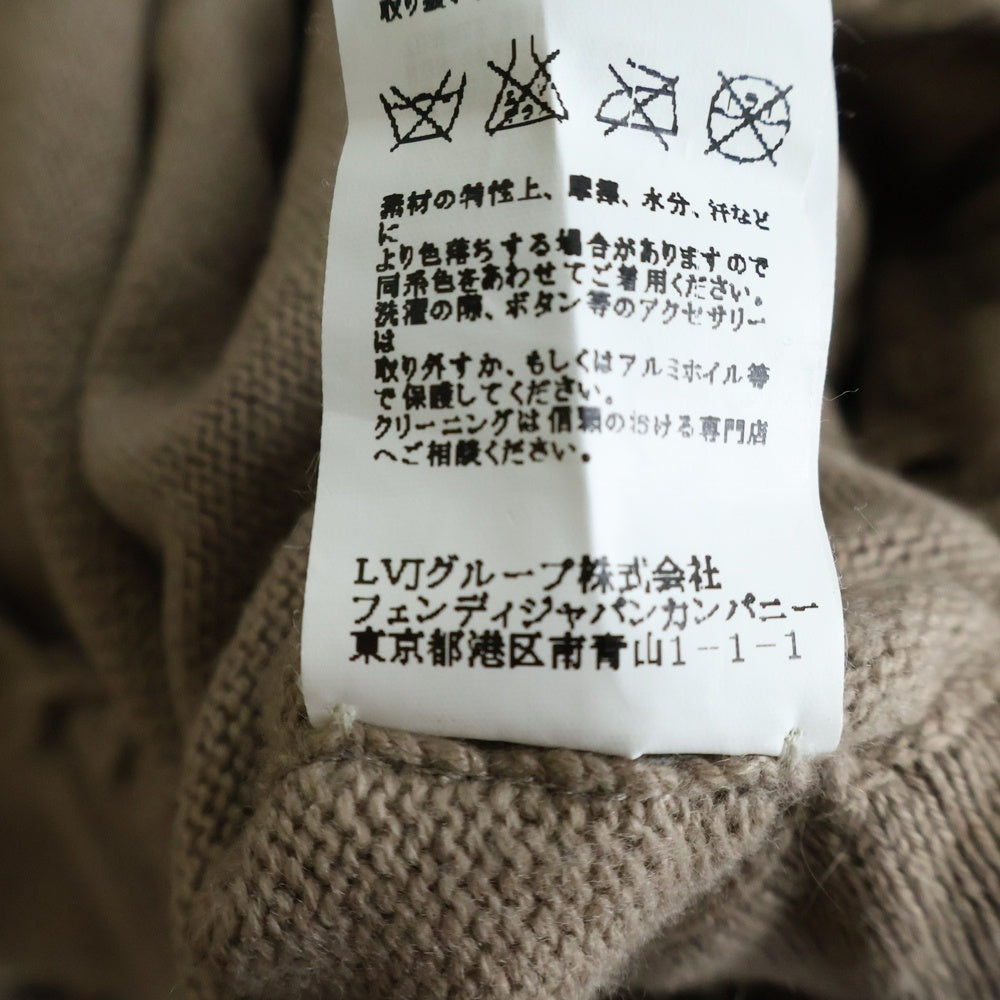 取り扱い
素材の特性上、摩擦、水分、汗など
に
より色落ちする場合がありますので
同系色をあわせてご着用ください。
洗濯の際、ボタン等のアクセサリー
は
取り外すか、もしくはアルミホイル等
で保護してください。
クリーニングは信頼のおける専門店
へご相談ください。
LVJグループ株式会社
フェンディジャパンカンパニー
東京都港区南青山1-1-1